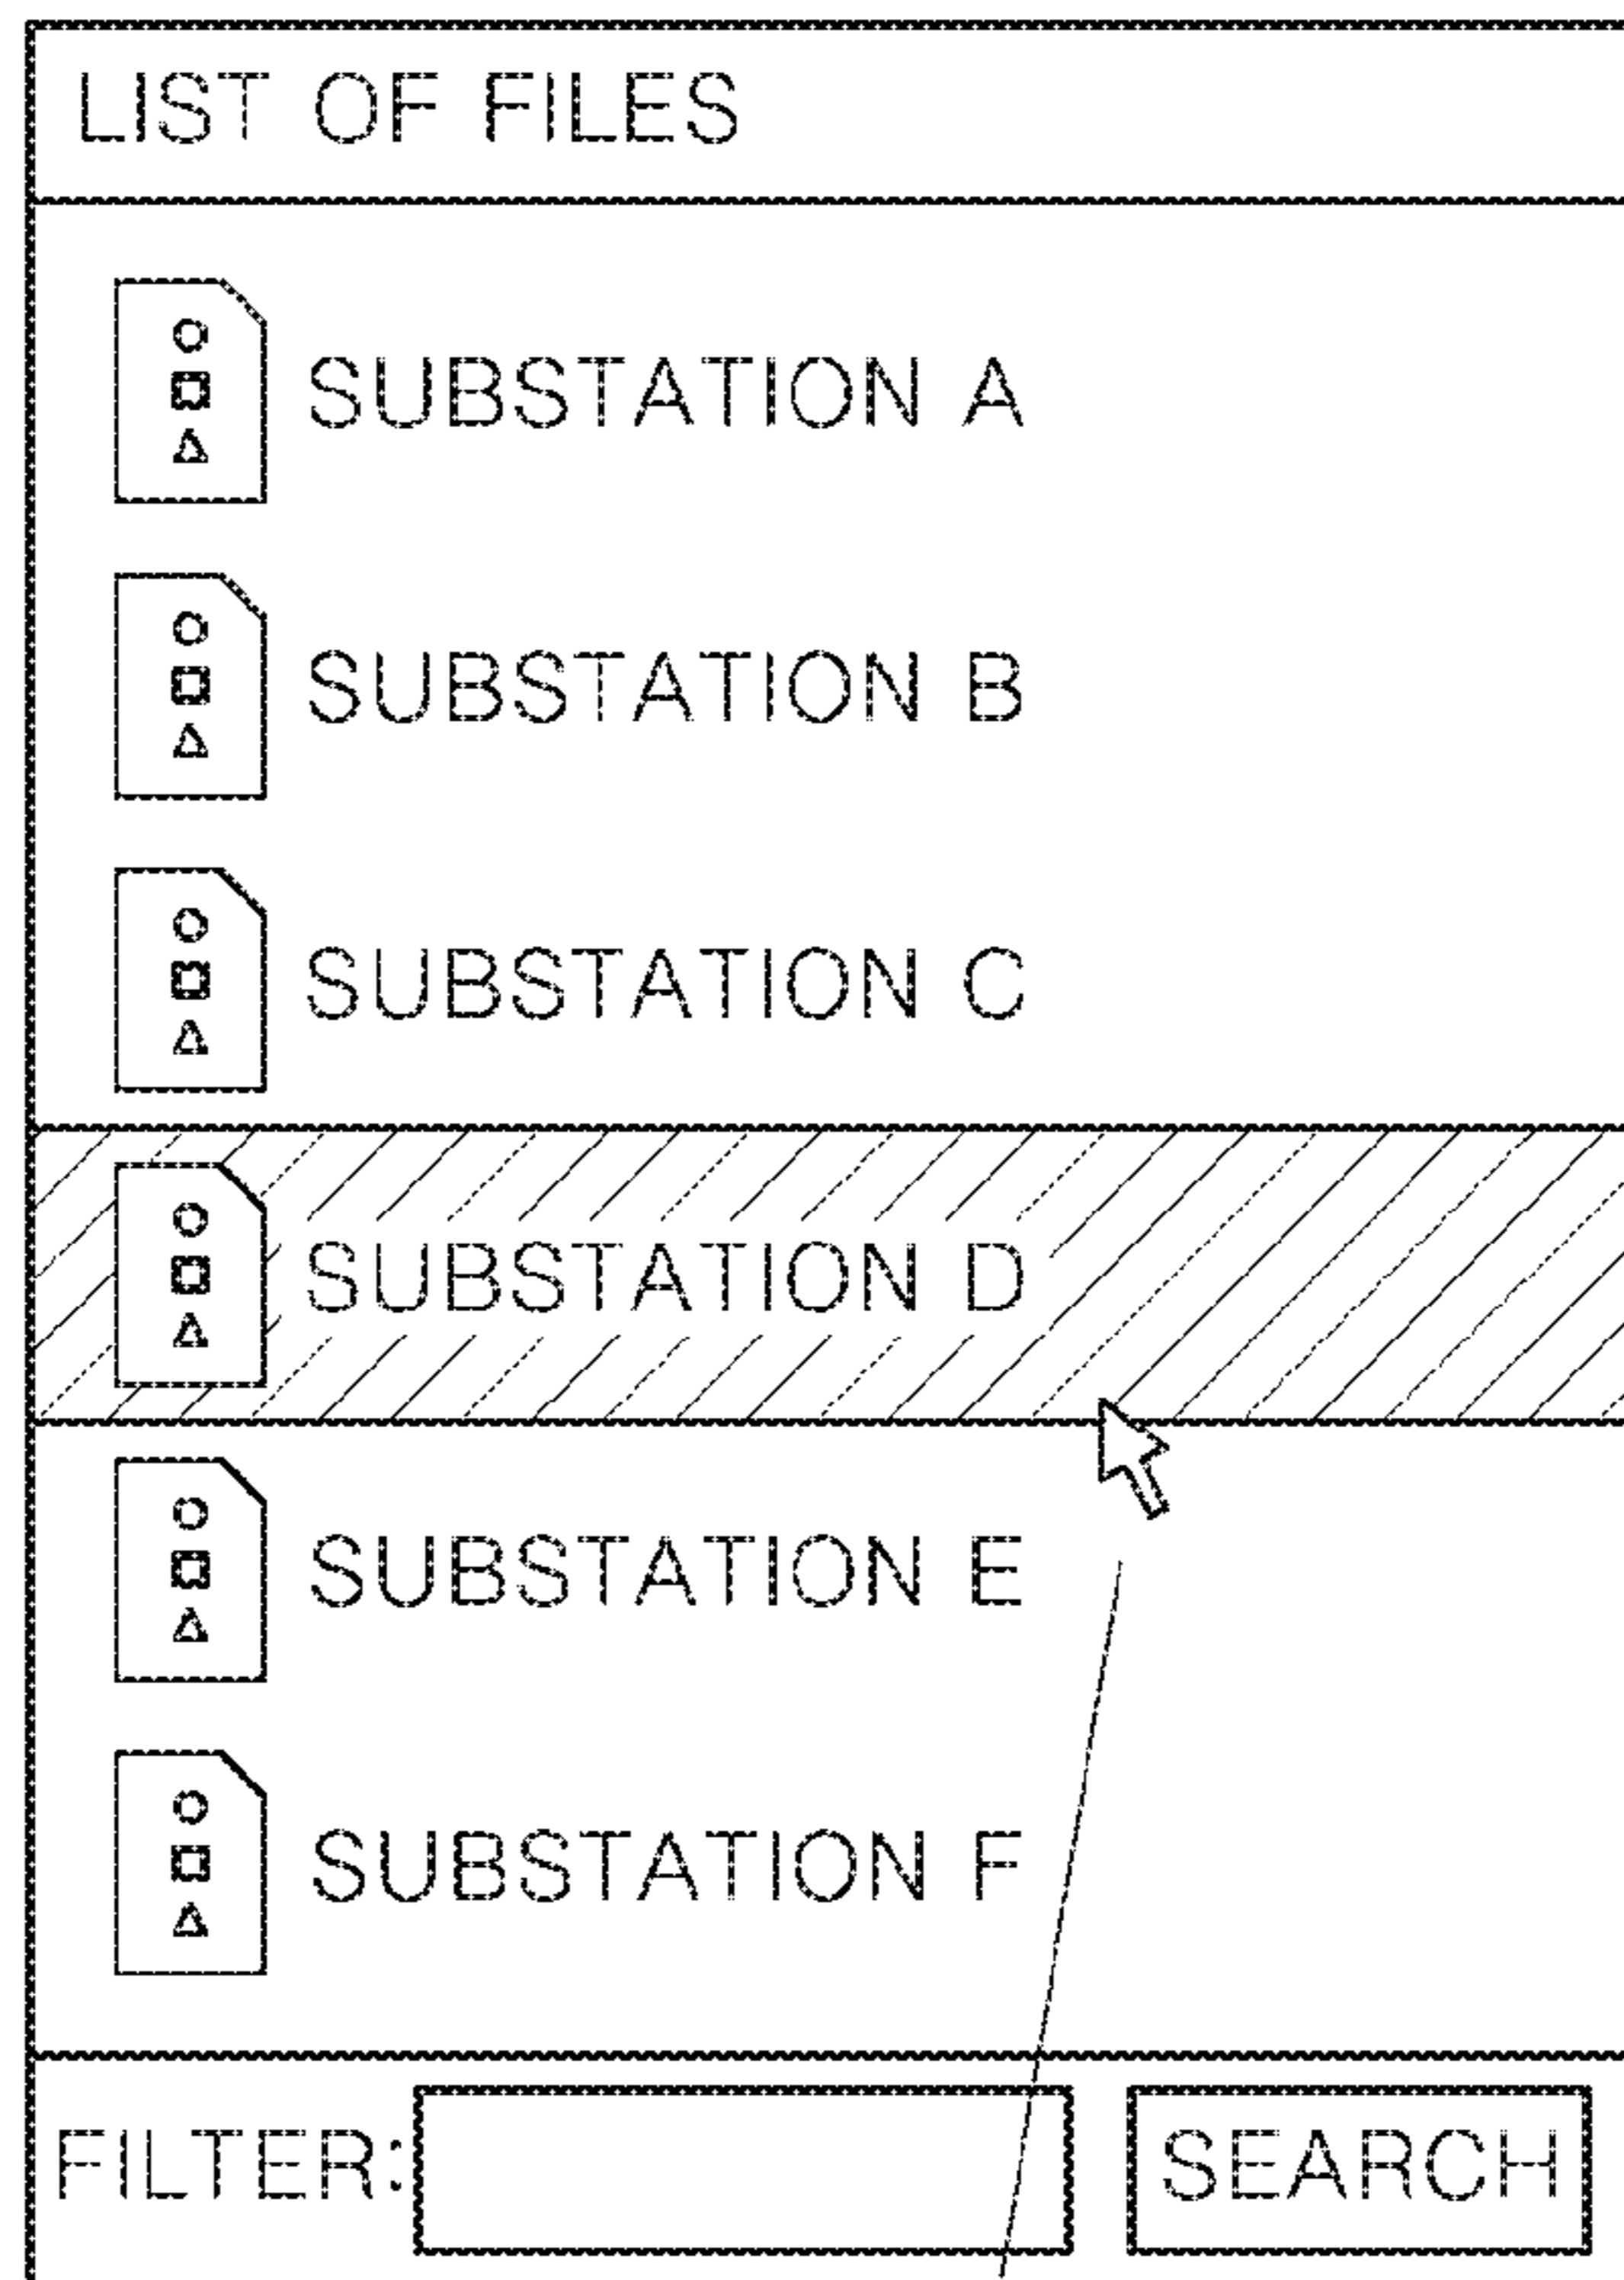 LIST OF FILES
SUBSTATION A
SUBSTATION B
SUBSTATION C
SUBSTATION D
SUBSTATION E
SUBSTATION F
FILTER: SEARCH